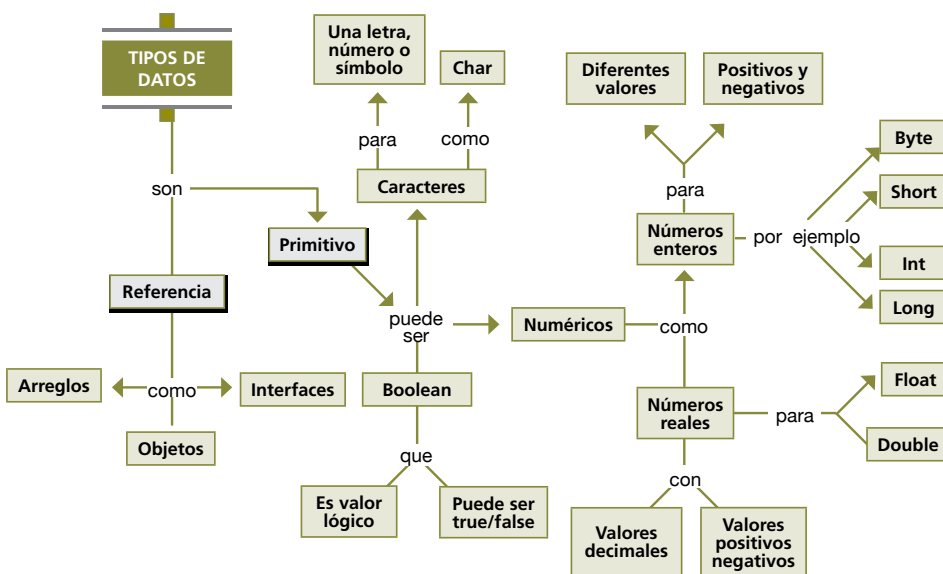 TIPOS DE
DATOS
son
Referencia
como
Arreglos
Interfaces
Objetos
Primitivo
puede
ser
Caracteres
para
Una letra,
número o
símbolo
como
Char
Boolean
que
Es valor
lógico
Puede ser
true/false
Numéricos
como
Números
enteros
para
Diferentes
valores
Positivos y
negativos
por ejemplo
Byte
Short
Int
Long
Números
reales
para
Float
Double
con
Valores
decimales
Valores
positivos
negativos